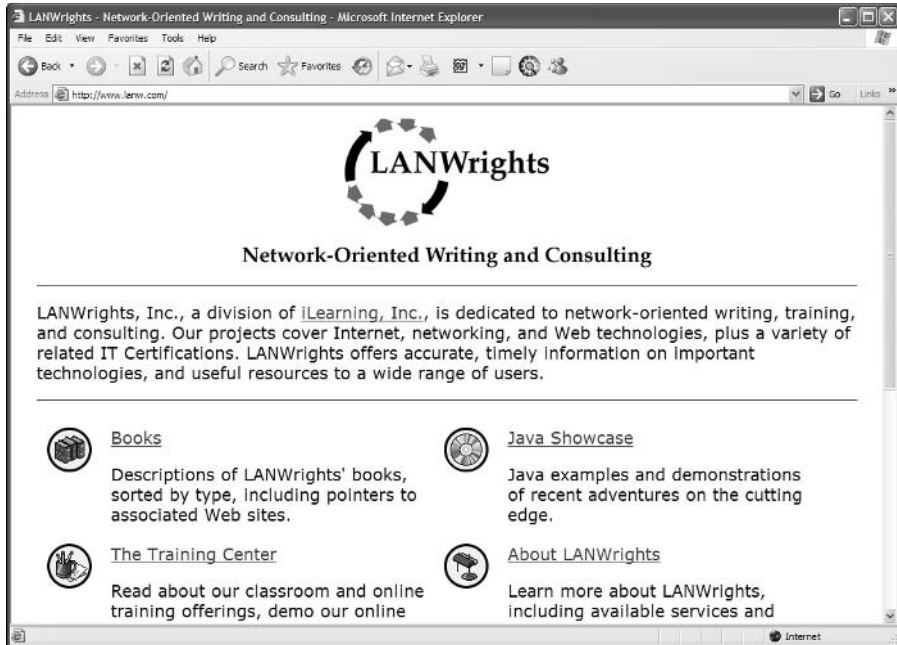 LANWrights - Network-Oriented Writing and Consulting - Microsoft Internet Explorer
File Edit View Favorites Tools Help
Back Search Favorites
Address http://www.lanw.com/ Go Links »
LANWrights
Network-Oriented Writing and Consulting
LANWrights, Inc., a division of iLearning, Inc., is dedicated to network-oriented writing, training,
and consulting. Our projects cover Internet, networking, and Web technologies, plus a variety of
related IT Certifications. LANWrights offers accurate, timely information on important
technologies, and useful resources to a wide range of users.
Books
Descriptions of LANWrights' books,
sorted by type, including pointers to
associated Web sites.
Java Showcase
Java examples and demonstrations
of recent adventures on the cutting
edge.
The Training Center
Read about our classroom and online
training offerings, demo our online
About LANWrights
Learn more about LANWrights,
including available services and
Internet